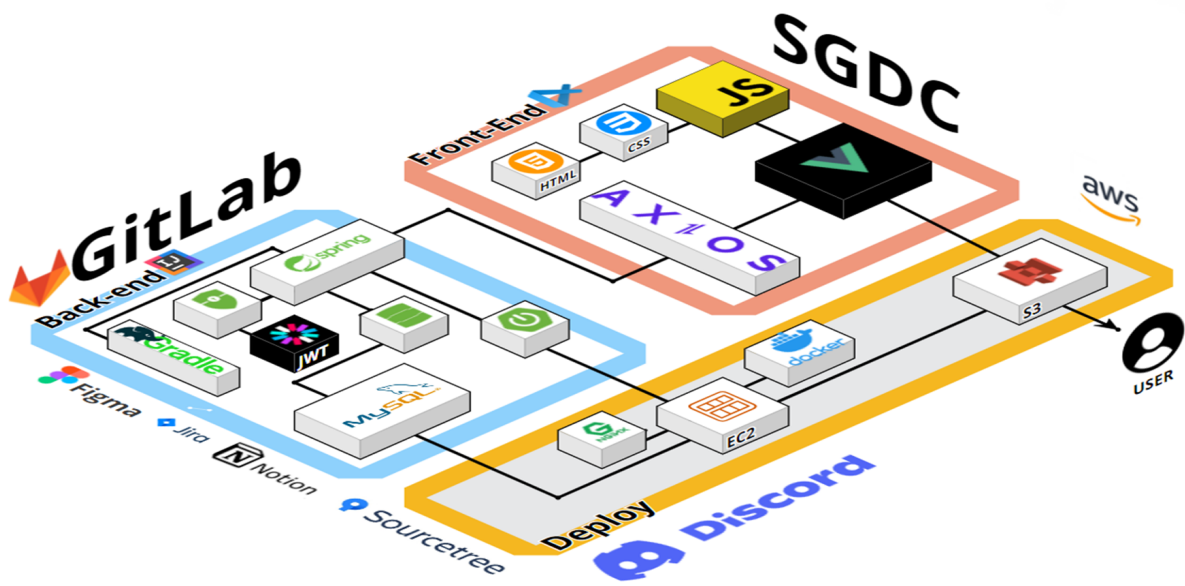 SGDC
Front-End
JS
CSS
HTML
AXIOS
GitLab
Back-end
IJ
spring
Gradle
JWT
MySQL
aws
S3
docker
EC2
NGINX
USER
Figma
Jira
Notion
Sourcetree
Deploy
Discord